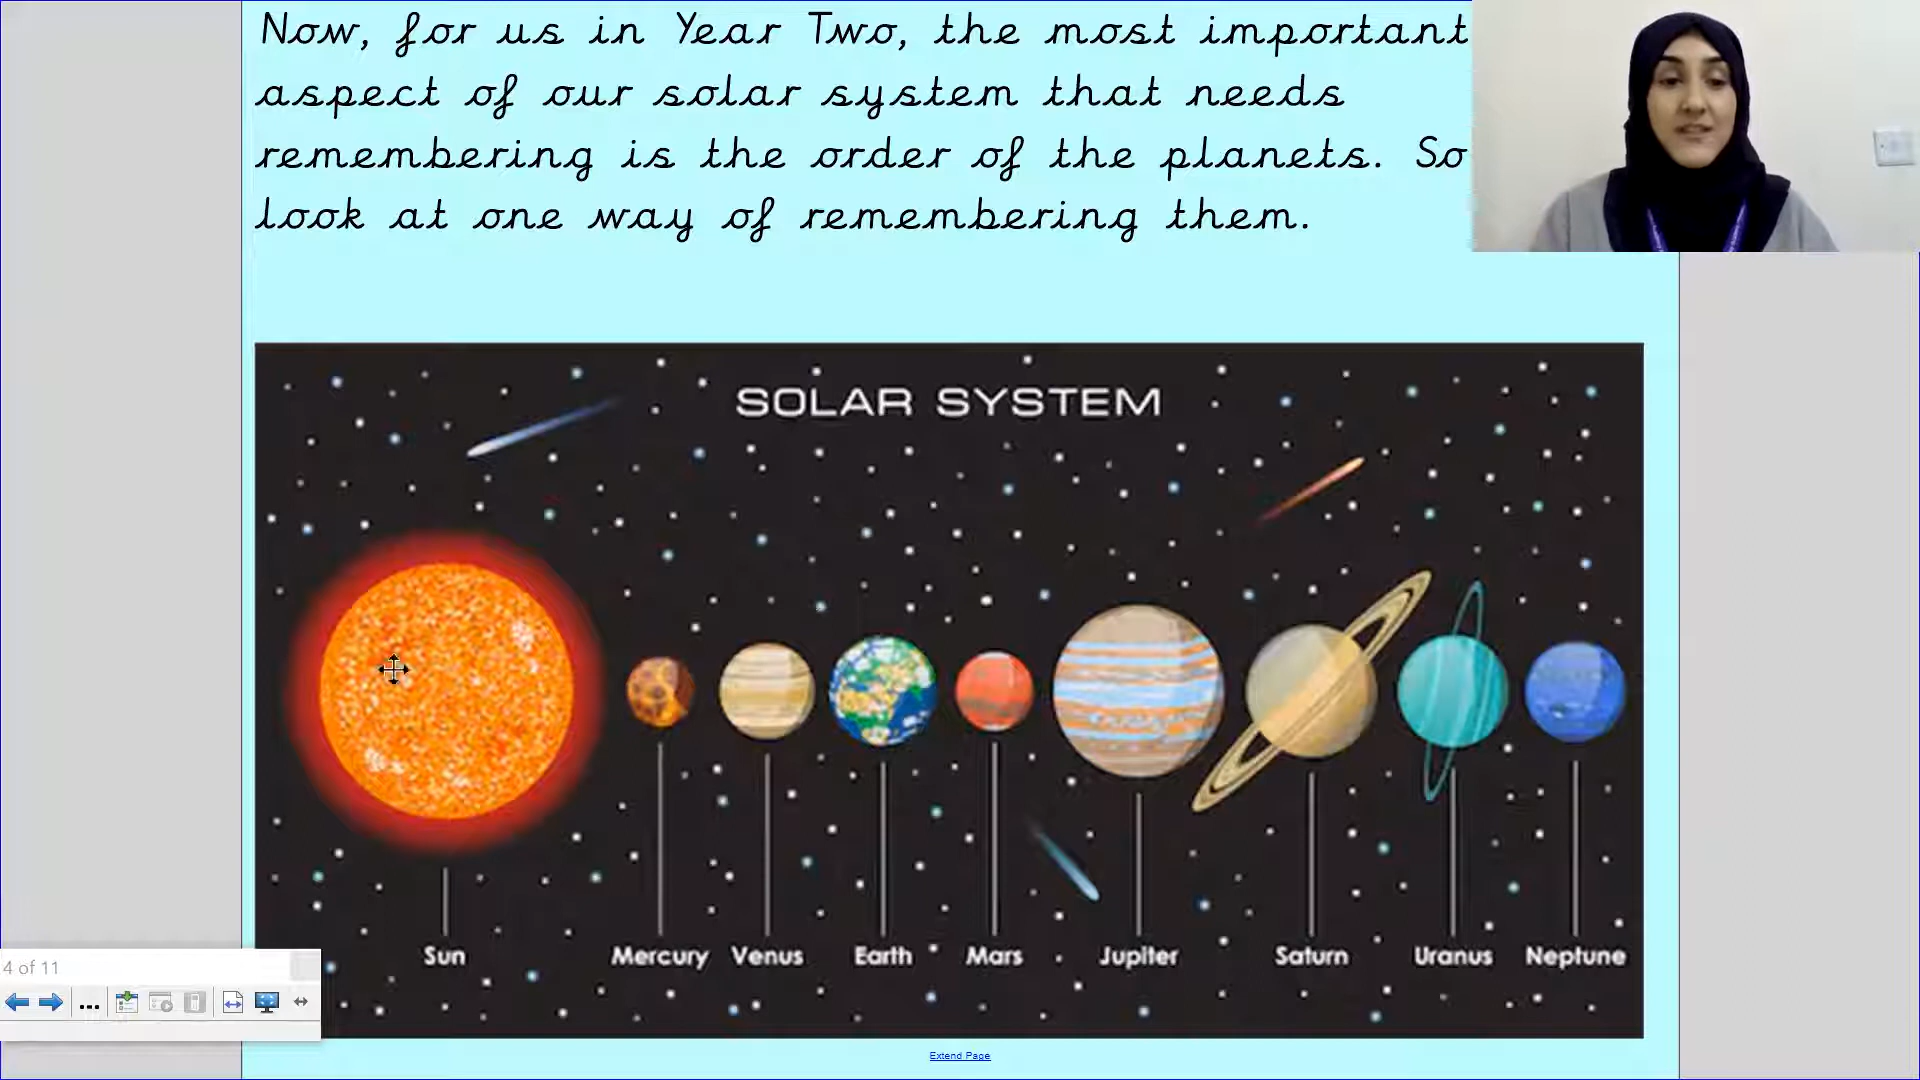 Now, for us in Year Two, the most important
aspect of our solar system that needs
remembering is the order of the planets. So
look at one way of remembering them.
SOLAR SYSTEM
Sun Mercury Venus Earth Mars Jupiter Saturn Uranus Neptune
4 of 11
Extend Page